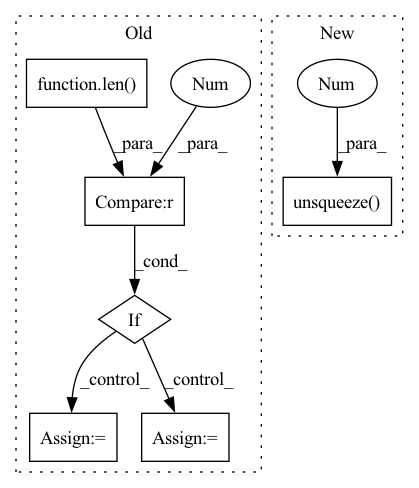 Old
New
function.len()
Num
Num
_para_
_para_
_para_
Compare:r
unsqueeze()
_cond_
If
_control_
_control_
Assign:=
Assign:=